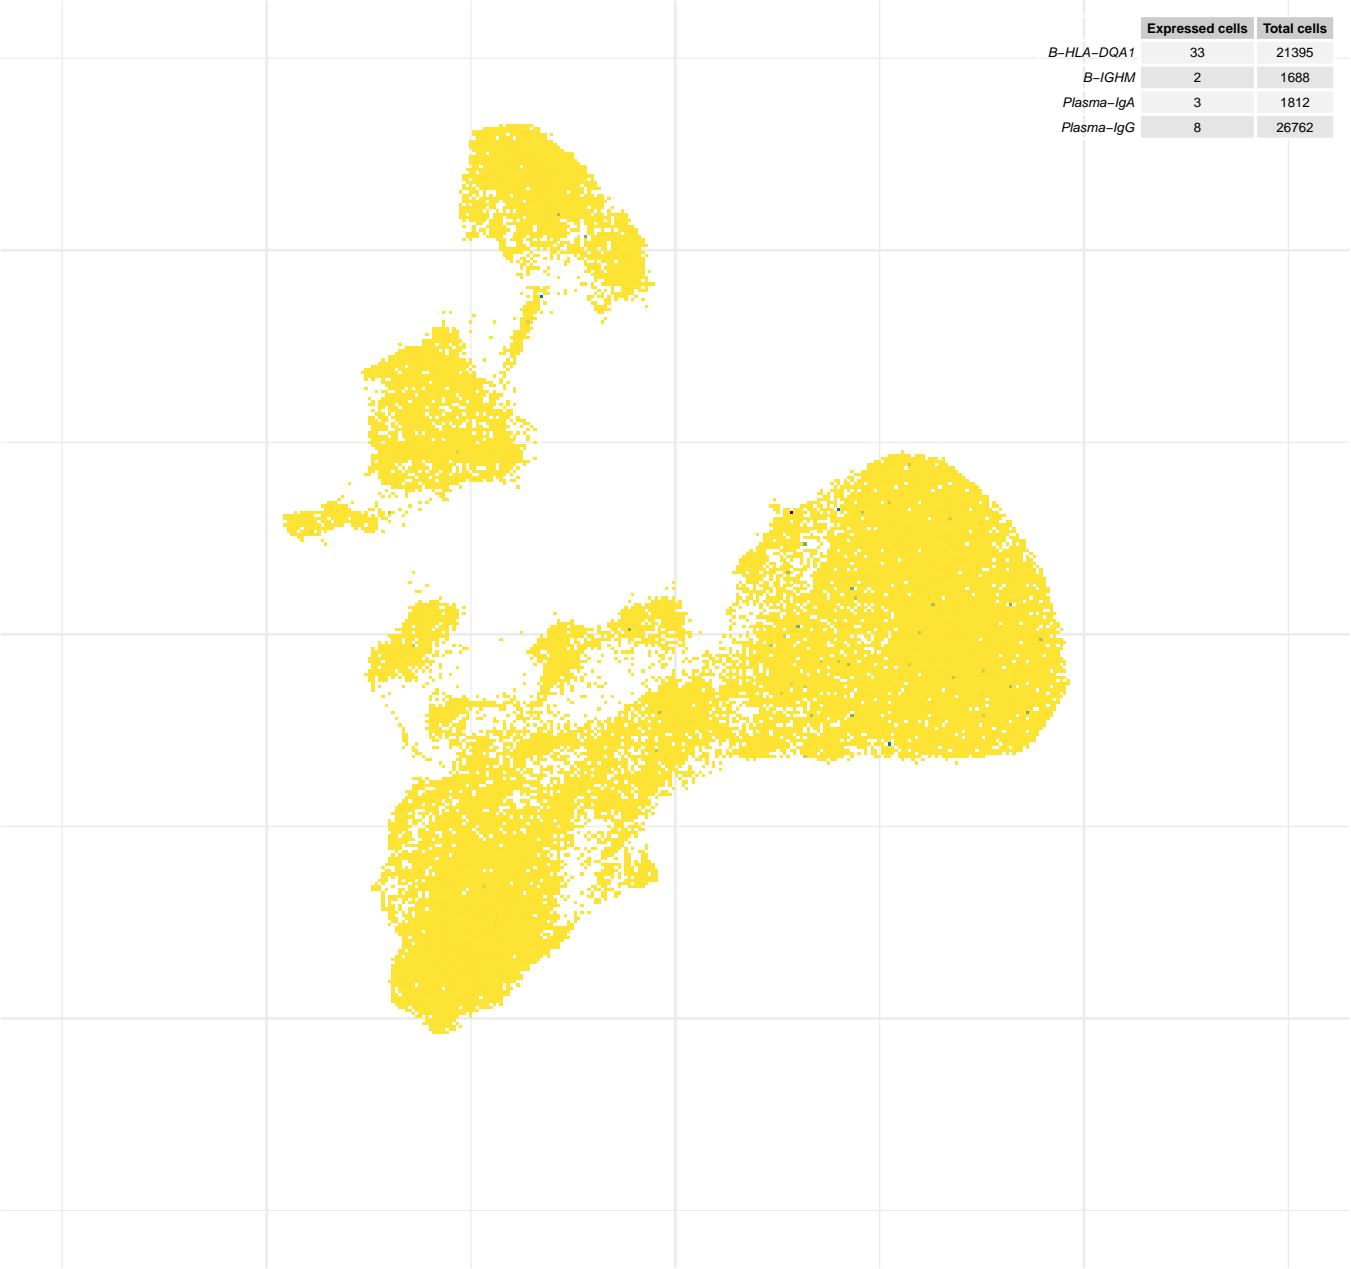 Expressed cells Total cells
B−HLA−DQA1 33 21395
B−IGHM 2 1688
Plasma−IgA 3 1812
Plasma−IgG 8 26762